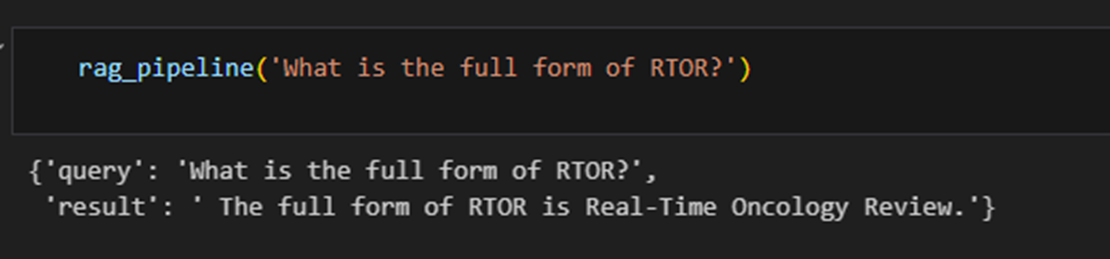 rag_pipeline('What is the full form of RTOR?')
{'query': 'What is the full form of RTOR?',
'result': ' The full form of RTOR is Real-Time Oncology Review.'}